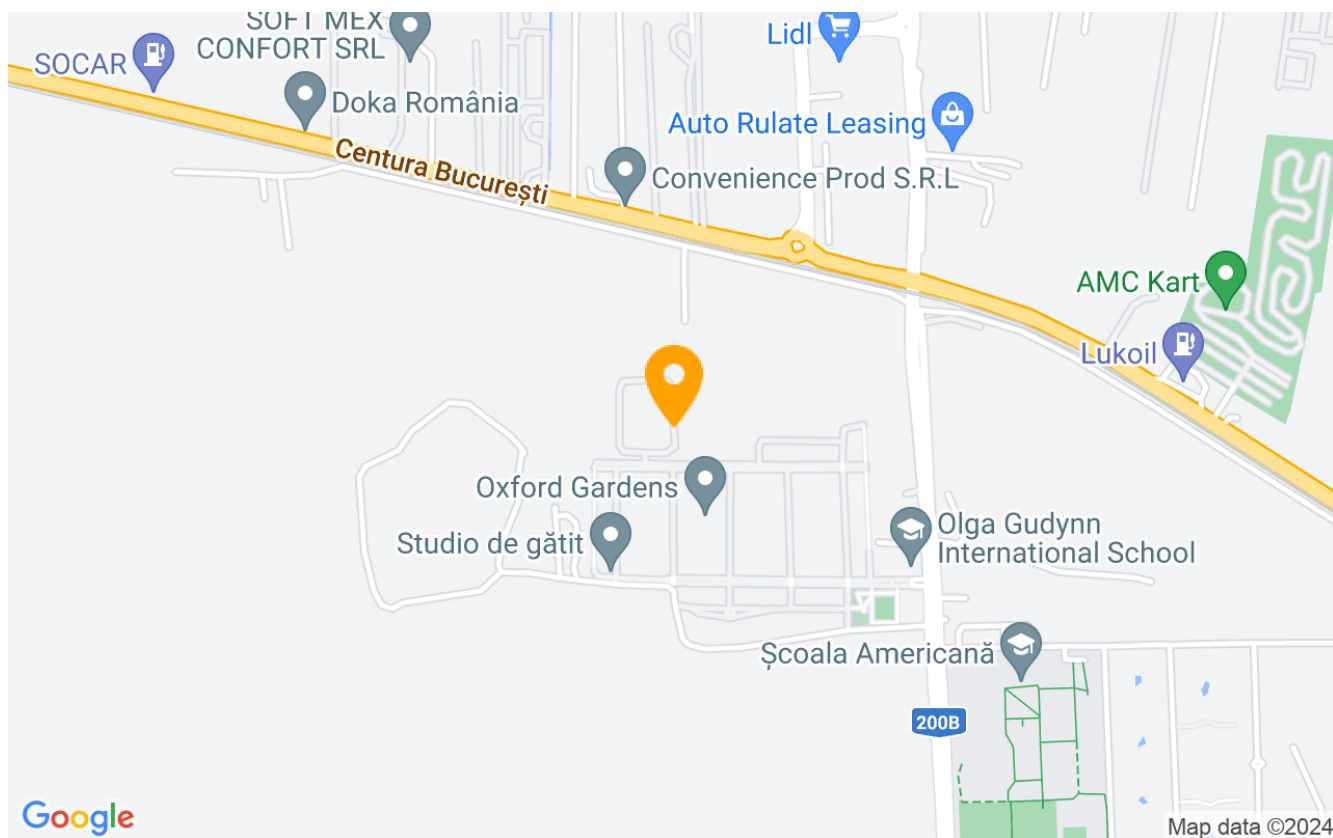 SOFT MEX
CONFORT SRL
Lidl
SOCAR
Doka România
Auto Rulate Leasing
Centura București
Convenience Prod S.R.L
AMC Kart
Lukoil
Oxford Gardens
Studio de gătit
Olga Gudynn
International School
Școala Americană
200B
Google
Map data ©2024